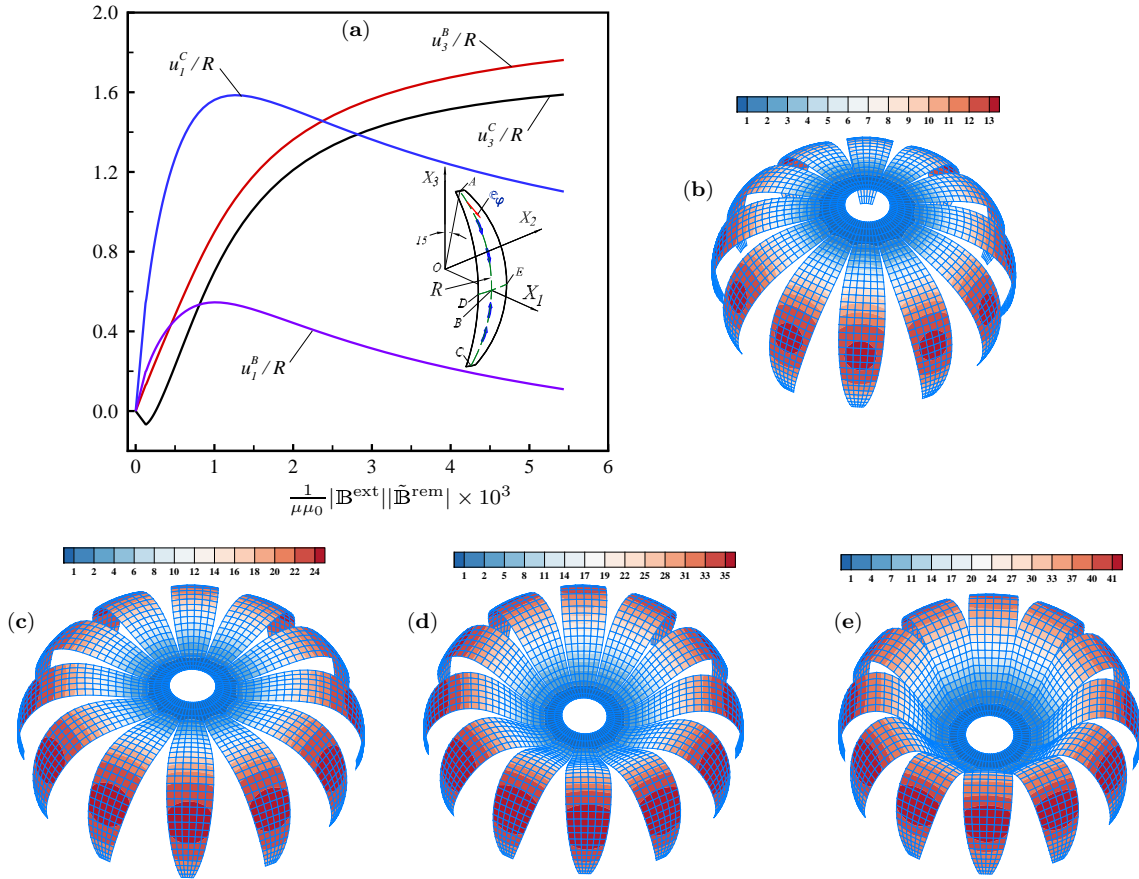 2.0
1.6
1.2
0.8
0.4
0.0
(a)
u_1^C/R
u_3^B/R
u_3^C/R
u_1^B/R
X_3
A
φ
X_2
15
O
R
E
D
X_1
B
C
0 1 2 3 4 5 6
\frac{1}{μμ_0}|𝔹^{ext}||\tilde{𝔹}^{rem}| × 10^3
1 2 3 4 5 6 7 8 9 10 11 12 13
(b)
1 2 4 6 8 10 12 14 16 18 20 22 24
(c)
1 2 5 8 11 14 17 19 22 25 28 31 33 35
(d)
1 4 7 11 14 17 20 24 27 30 33 37 40 41
(e)